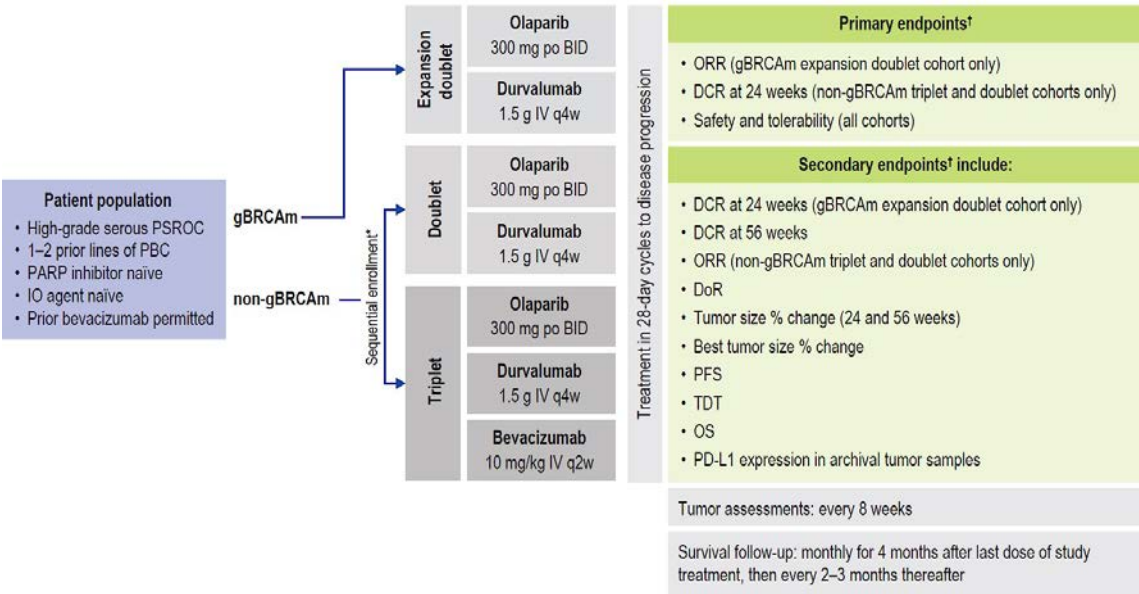 Patient population
• High-grade serous PSROC
• 1–2 prior lines of PBC
• PARP inhibitor naïve
• IO agent naïve
• Prior bevacizumab permitted
gBRCAm
non-gBRCAm
Sequential enrollment*
Expansion
doublet
Olaparib
300 mg po BID
Durvalumab
1.5 g IV q4w
Doublet
Olaparib
300 mg po BID
Durvalumab
1.5 g IV q4w
Triplet
Olaparib
300 mg po BID
Durvalumab
1.5 g IV q4w
Bevacizumab
10 mg/kg IV q2w
Treatment in 28-day cycles to disease progression
Primary endpoints†
• ORR (gBRCAm expansion doublet cohort only)
• DCR at 24 weeks (non-gBRCAm triplet and doublet cohorts only)
• Safety and tolerability (all cohorts)
Secondary endpoints† include:
• DCR at 24 weeks (gBRCAm expansion doublet cohort only)
• DCR at 56 weeks
• ORR (non-gBRCAm triplet and doublet cohorts only)
• DoR
• Tumor size % change (24 and 56 weeks)
• Best tumor size % change
• PFS
• TDT
• OS
• PD-L1 expression in archival tumor samples
Tumor assessments: every 8 weeks
Survival follow-up: monthly for 4 months after last dose of study
treatment, then every 2–3 months thereafter